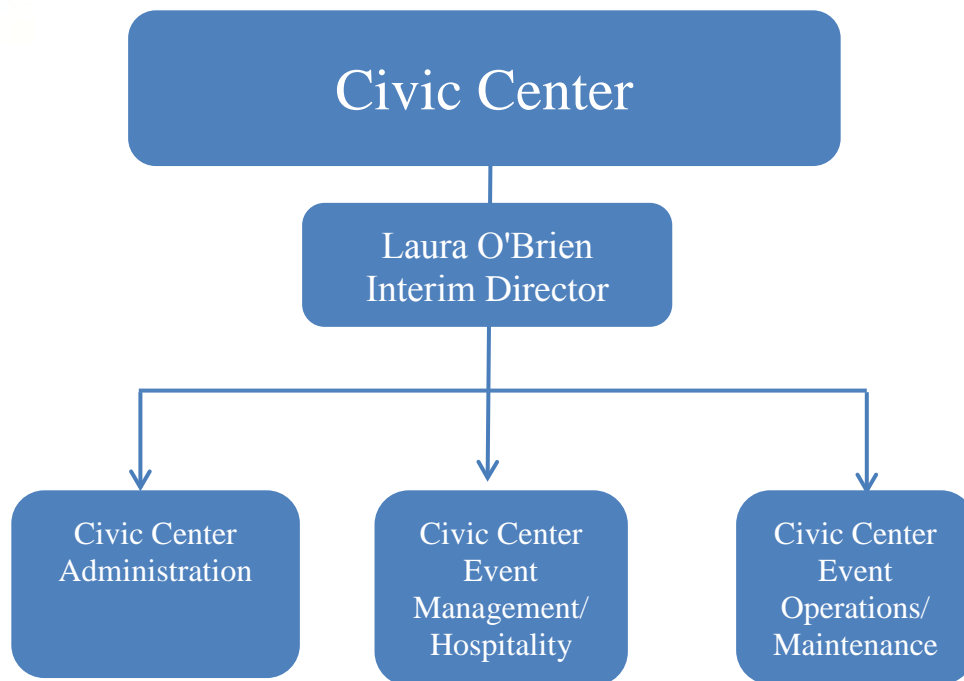 Civic Center
Laura O'Brien
Interim Director
Civic Center
Administration
Civic Center
Event
Management/
Hospitality
Civic Center
Event
Operations/
Maintenance